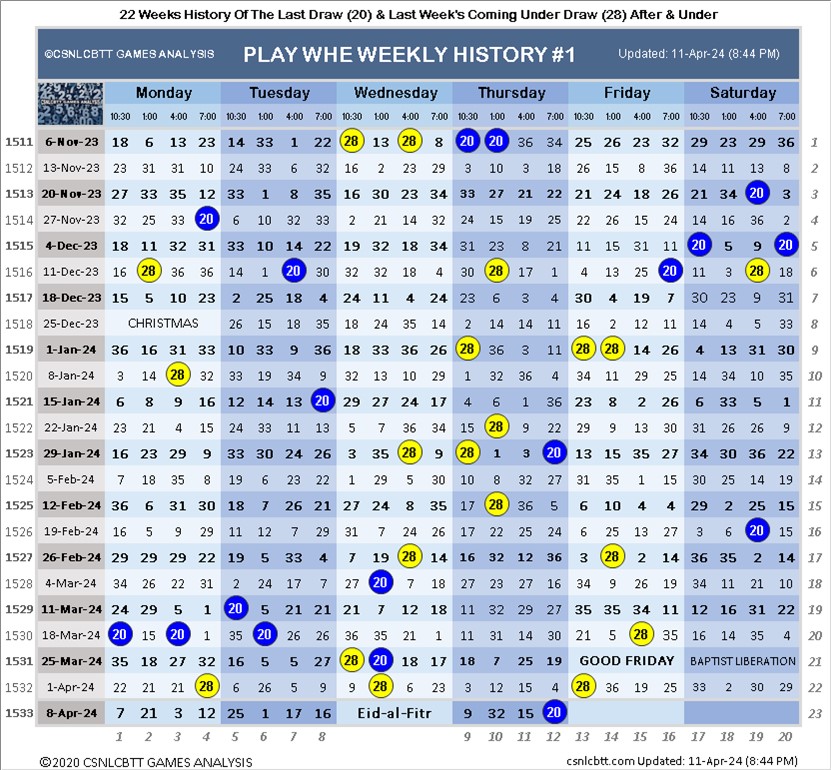 22 Weeks History Of The Last Draw (20) & Last Week's Coming Under Draw (28) After & Under
©CSNLCBTT GAMES ANALYSIS PLAY WHE WEEKLY HISTORY #1 Updated: 11-Apr-24 (8:44 PM)
CSNLCBTT GAMES ANALYSIS Monday Tuesday Wednesday Thursday Friday Saturday
10:30 1:00 4:00 7:00 10:30 1:00 4:00 7:00 10:30 1:00 4:00 7:00 10:30 1:00 4:00 7:00 10:30 1:00 4:00 7:00 10:30 1:00 4:00 7:00
1511 6-Nov-23 18 6 13 23 14 33 1 22 28 13 28 8 20 20 36 34 25 26 23 32 29 23 29 36 1
1512 13-Nov-23 23 31 31 10 24 33 6 32 16 2 23 29 3 10 3 18 26 15 8 36 14 11 13 8 2
1513 20-Nov-23 27 33 35 12 33 1 8 35 16 30 23 34 33 27 21 22 21 24 18 26 21 34 20 3 3
1514 27-Nov-23 32 25 33 20 6 10 32 33 2 21 14 32 24 15 19 25 22 26 15 24 14 16 36 2 4
1515 4-Dec-23 18 11 32 31 33 10 14 22 19 32 18 34 31 23 8 21 11 15 31 11 20 5 9 20 5
1516 11-Dec-23 16 28 36 36 14 1 20 30 32 34 18 8 30 28 17 1 4 13 25 20 11 3 28 18 6
1517 18-Dec-23 15 5 10 23 2 25 18 4 24 11 4 24 23 6 3 4 30 4 19 7 30 23 9 31 7
1518 25-Dec-23 CHRISTMAS 26 15 18 35 18 24 35 14 2 14 14 11 16 2 12 11 14 4 5 33 8
1519 1-Jan-24 36 16 31 33 10 33 9 36 18 33 36 26 28 36 3 11 28 28 14 26 4 13 31 30 9
1520 8-Jan-24 3 14 28 32 33 19 34 9 32 13 10 29 1 32 36 4 34 11 29 25 14 34 10 35 10
1521 15-Jan-24 6 8 9 16 12 14 13 20 29 27 24 17 4 6 1 36 23 8 2 26 6 33 5 1 11
1522 22-Jan-24 23 21 4 15 24 33 11 13 5 7 36 34 15 28 9 22 29 9 13 30 31 26 26 9 12
1523 29-Jan-24 16 23 29 9 33 30 24 26 3 35 28 9 28 1 3 20 13 15 35 18 34 30 36 22 13
1524 5-Feb-24 7 18 35 8 19 6 23 22 1 29 5 30 10 8 32 27 31 35 1 15 30 25 14 19 14
1525 12-Feb-24 36 6 31 30 18 7 26 21 27 24 8 35 17 28 36 5 6 10 4 4 29 2 25 15 15
1526 19-Feb-24 16 5 9 29 11 12 7 29 31 7 24 26 17 22 25 24 6 25 13 27 3 6 20 15 16
1527 26-Feb-24 29 29 29 22 19 5 33 4 7 19 28 14 16 32 12 36 3 28 2 14 36 35 2 14 17
1528 4-Mar-24 34 26 22 31 2 24 17 7 27 20 7 18 27 23 27 16 34 9 26 19 34 11 21 10 18
1529 11-Mar-24 24 29 5 1 20 5 21 21 21 7 12 18 11 32 29 27 35 35 34 11 12 16 31 22 19
1530 18-Mar-24 20 15 20 1 35 20 26 26 36 35 21 1 11 31 14 30 21 5 28 35 16 14 35 4 20
1531 25-Mar-24 35 18 27 32 16 5 5 27 28 20 18 17 18 7 25 19 GOOD FRIDAY BAPTIST LIBERATION 21
1532 1-Apr-24 22 21 21 28 6 26 5 9 9 28 6 23 3 12 15 4 28 36 19 25 33 2 30 29 22
1533 8-Apr-24 7 21 3 12 25 1 17 16 Eid-al-Fitr 9 32 15 20 23
1 2 3 4 5 6 7 8 9 10 11 12 13 14 15 16 17 18 19 20
©2020 CSNLCBTT GAMES ANALYSIS csnlcbtt.com Updated: 11-Apr-24 (8:44 PM)